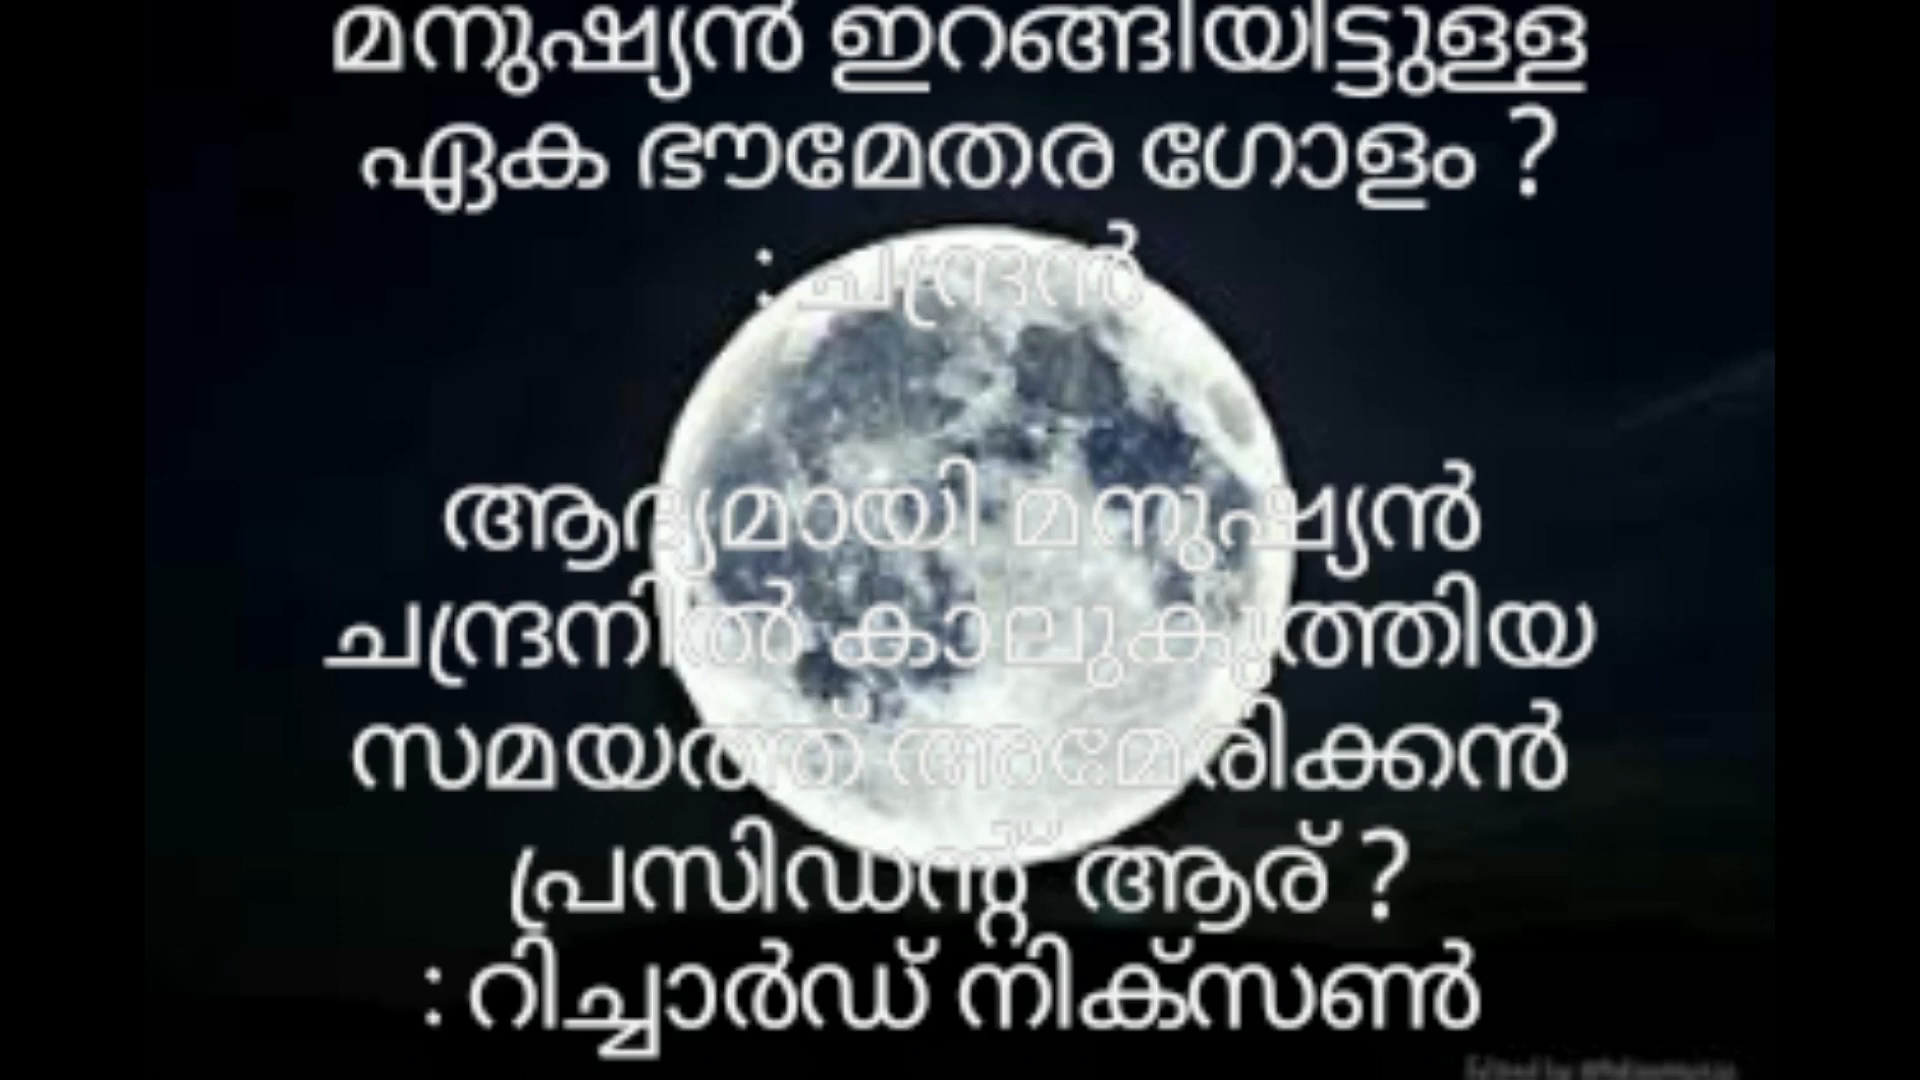 മനുഷ്യൻ ഇറങ്ങിയിട്ടുള്ള
ഏക ഭൗമേതര ഗോളം ?
: ചന്ദ്രൻ
ആദ്യമായി മനുഷ്യൻ
ചന്ദ്രനിൽ കാലുകുത്തിയ
സമയത്ത് അമേരിക്കൻ
പ്രസിഡന്റ് ആര് ?
: റിച്ചാർഡ് നിക്സൺ